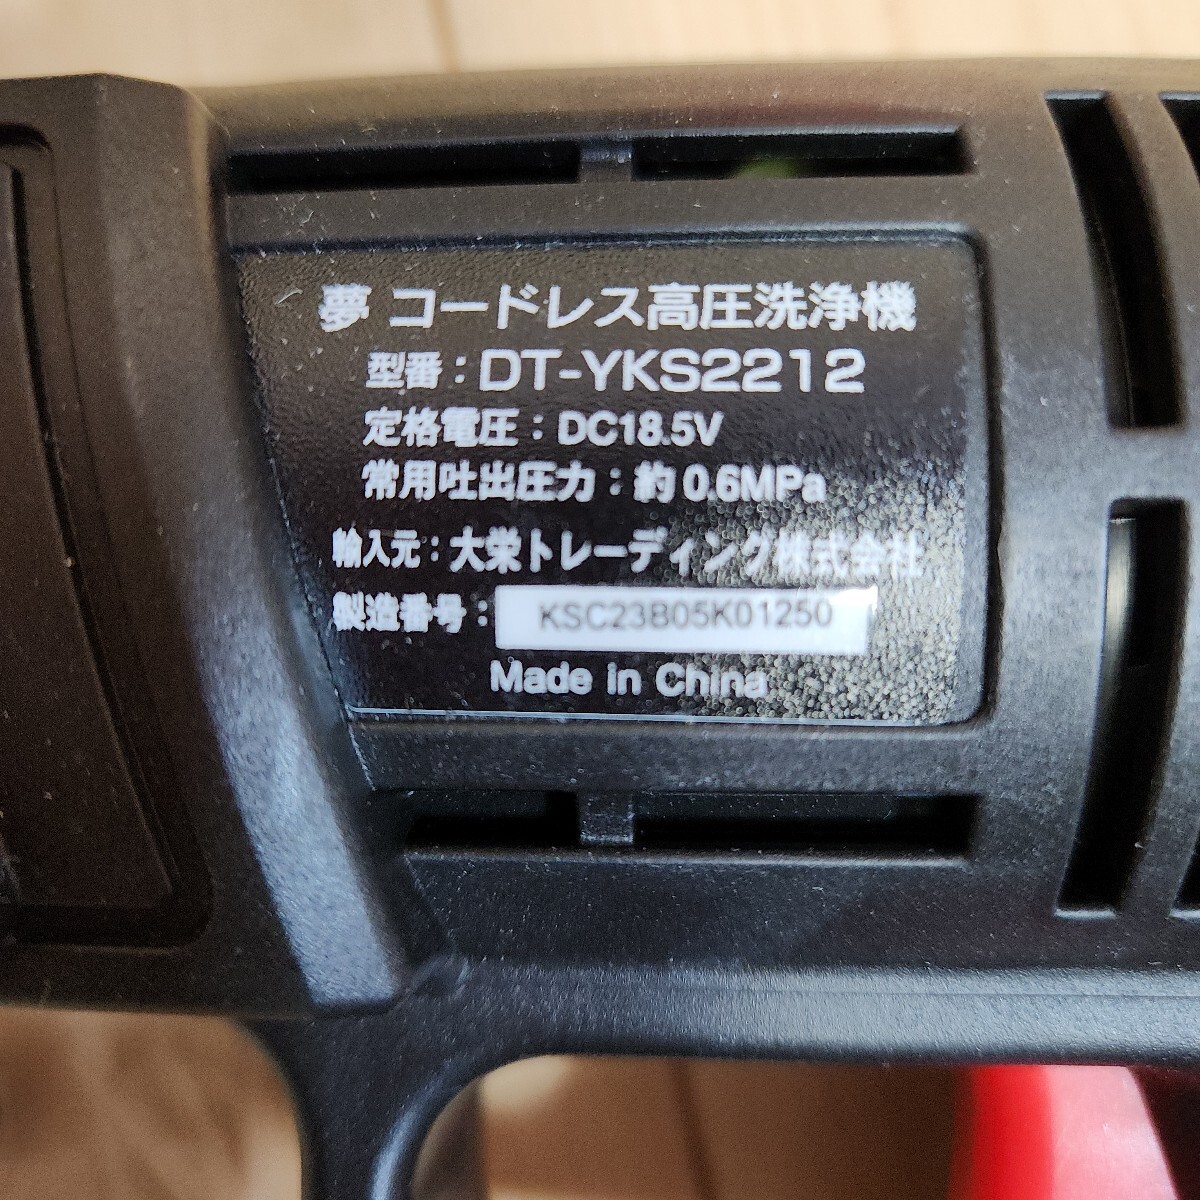 夢 コードレス高圧洗浄機
型番：DT-YKS2212
定格電圧：DC18.5V
常用吐出圧力：約0.6MPa
輸入元：大栄トレーディング株式会社
製造番号：KSC23B05K01250
Made in China